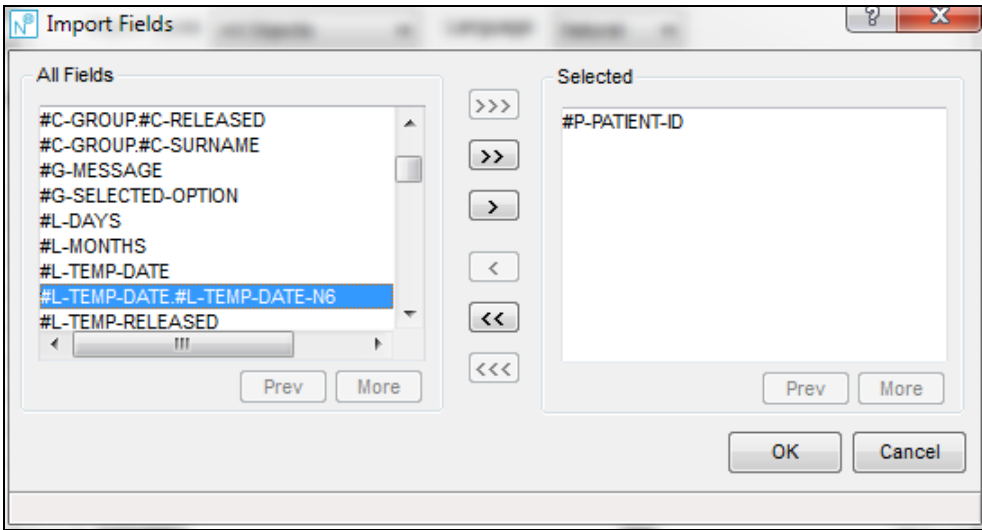 Import Fields
All Fields
#C-GROUP.#C-RELEASED
#C-GROUP.#C-SURNAME
#G-MESSAGE
#G-SELECTED-OPTION
#L-DAYS
#L-MONTHS
#L-TEMP-DATE
#L-TEMP-DATE.#L-TEMP-DATE-N6
#L-TEMP-RELEASED
Prev More
>>>
>>
>
<
<<
<<<
Selected
#P-PATIENT-ID
Prev More
OK Cancel